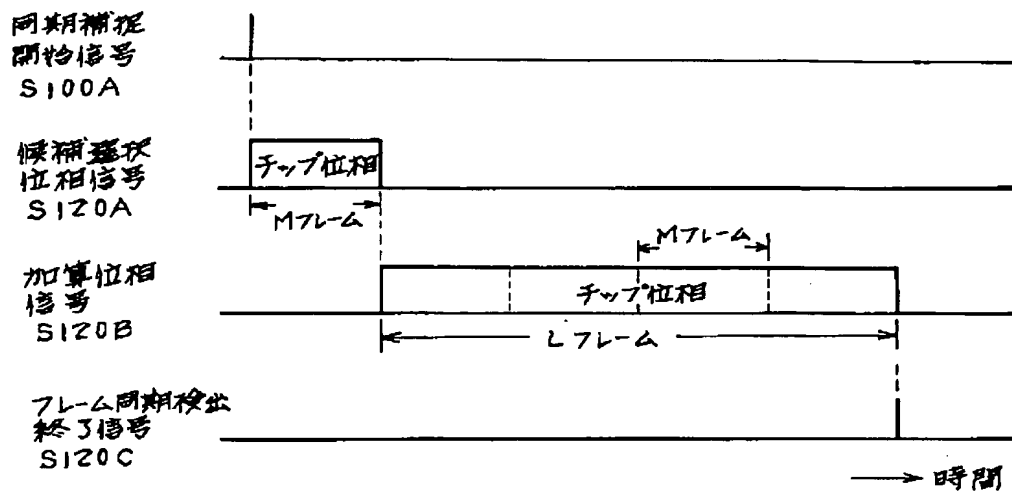 同期補捉
開始信号
S100A
候補選択
位相信号
S120A
チップ位相
Mフレーム
加算位相
信号
S120B
Mフレーム
チップ位相
Lフレーム
フレーム同期検出
終了信号
S120C
時間